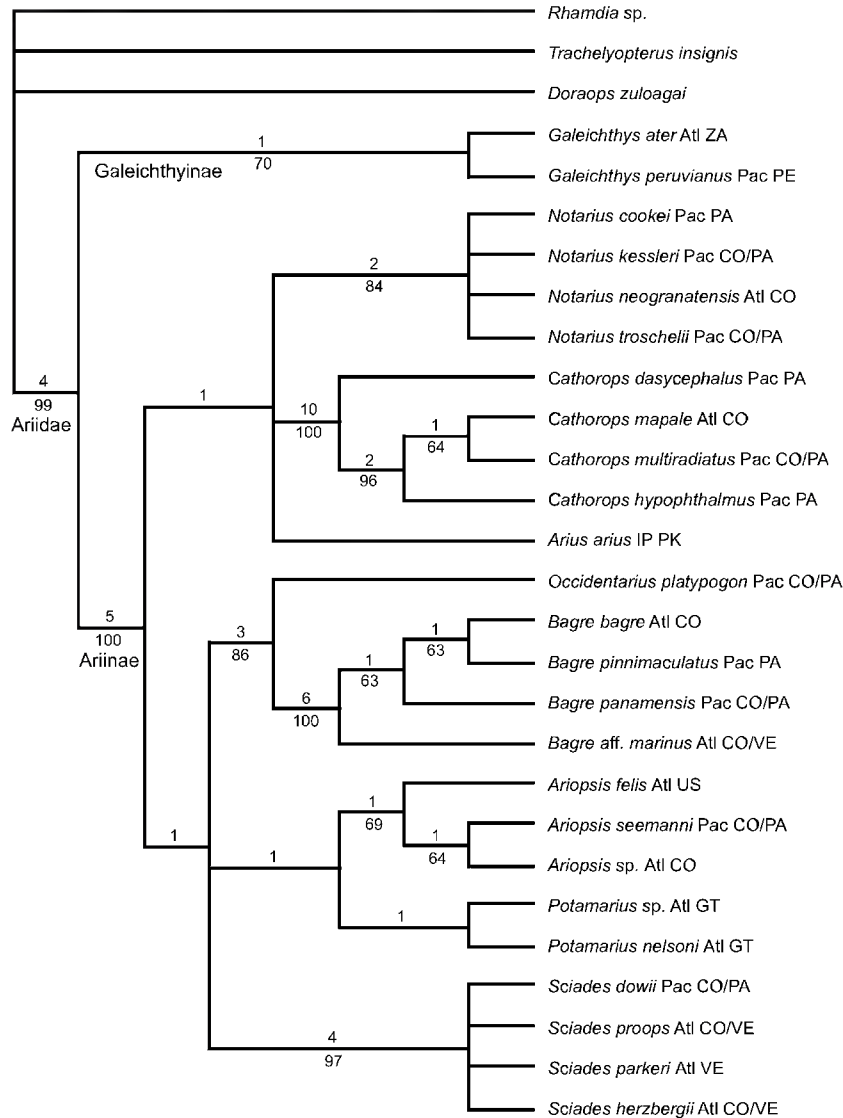 Rhamdia sp.
Trachelyopterus insignis
Doraops zuloagai
Galeichthys ater Atl ZA
1
70
Galeichthyinae
Galeichthys peruvianus Pac PE
Notarius cookei Pac PA
Notarius kessleri Pac CO/PA
2
84
Notarius neogranatensis Atl CO
Notarius troschelii Pac CO/PA
Cathorops dasycephalus Pac PA
4
99
Ariidae
1
10
100
Cathorops mapale Atl CO
1
64
Cathorops multiradiatus Pac CO/PA
2
96
Cathorops hypophthalmus Pac PA
Arius arius IP PK
Occidentarius platypogon Pac CO/PA
5
100
Ariinae
Bagre bagre Atl CO
3
86
1
63
Bagre pinnimaculatus Pac PA
1
63
Bagre panamensis Pac CO/PA
6
100
Bagre aff. marinus Atl CO/VE
Ariopsis felis Atl US
1
69
Ariopsis seemanni Pac CO/PA
1
1
64
Ariopsis sp. Atl CO
1
Potamarius sp. Atl GT
1
Potamarius nelsoni Atl GT
Sciades dowii Pac CO/PA
Sciades proops Atl CO/VE
4
97
Sciades parkeri Atl VE
Sciades herzbergii Atl CO/VE